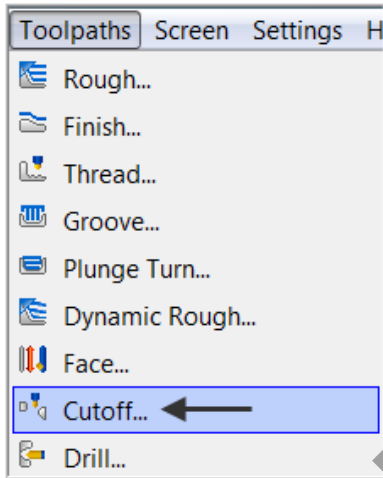 Toolpaths Screen Settings H
Rough...
Finish...
Thread...
Groove...
Plunge Turn...
Dynamic Rough...
Face...
Cutoff...
Drill...